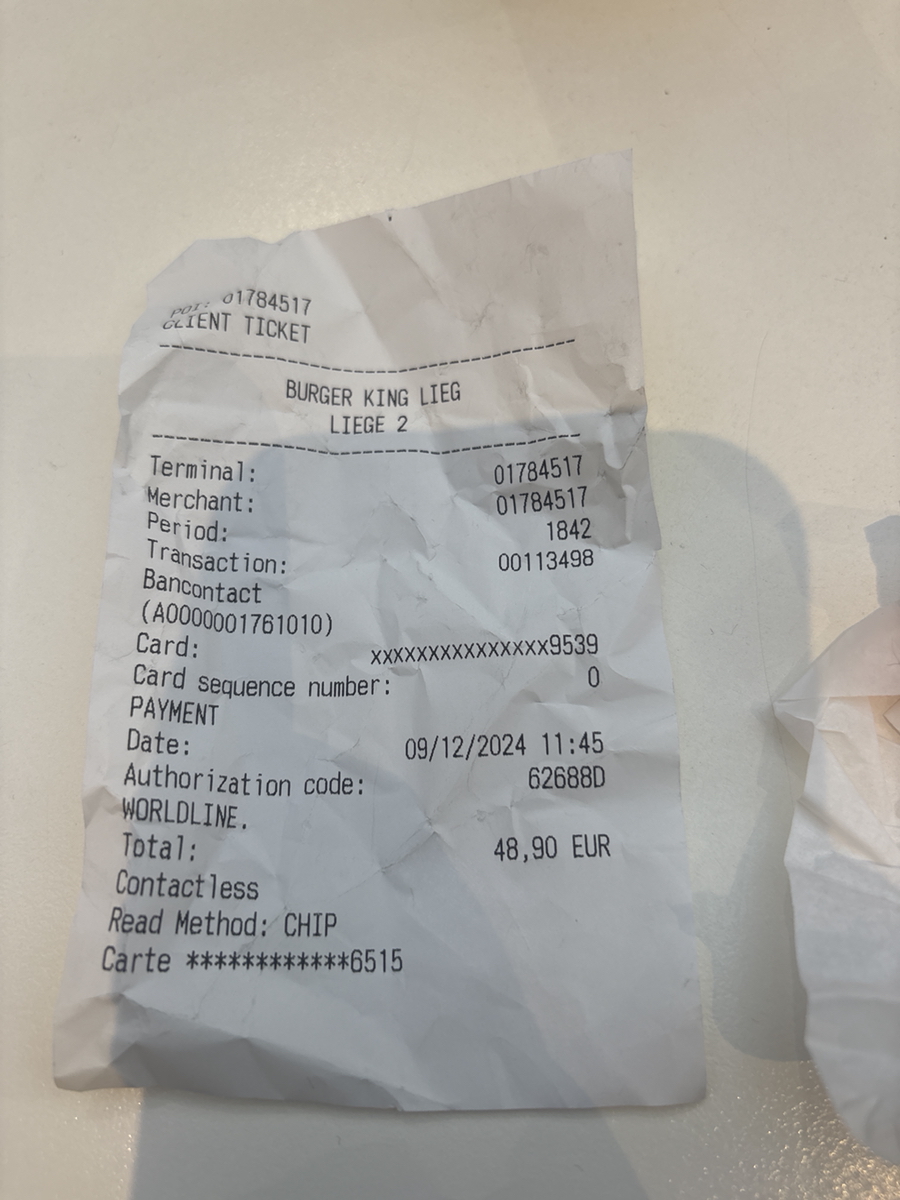 POI: 01784517
CLIENT TICKET
--------------------------------------------
BURGER KING LIEG
LIEGE 2
--------------------------------------------
Terminal: 01784517
Merchant: 01784517
Period: 1842
Transaction: 00113498
Bancontact
(A0000001761010)
Card: xxxxxxxxxxxxxxx9539
Card sequence number: 0
PAYMENT
Date: 09/12/2024 11:45
Authorization code: 62688D
WORLDLINE.
Total: 48,90 EUR
Contactless
Read Method: CHIP
Carte ************6515